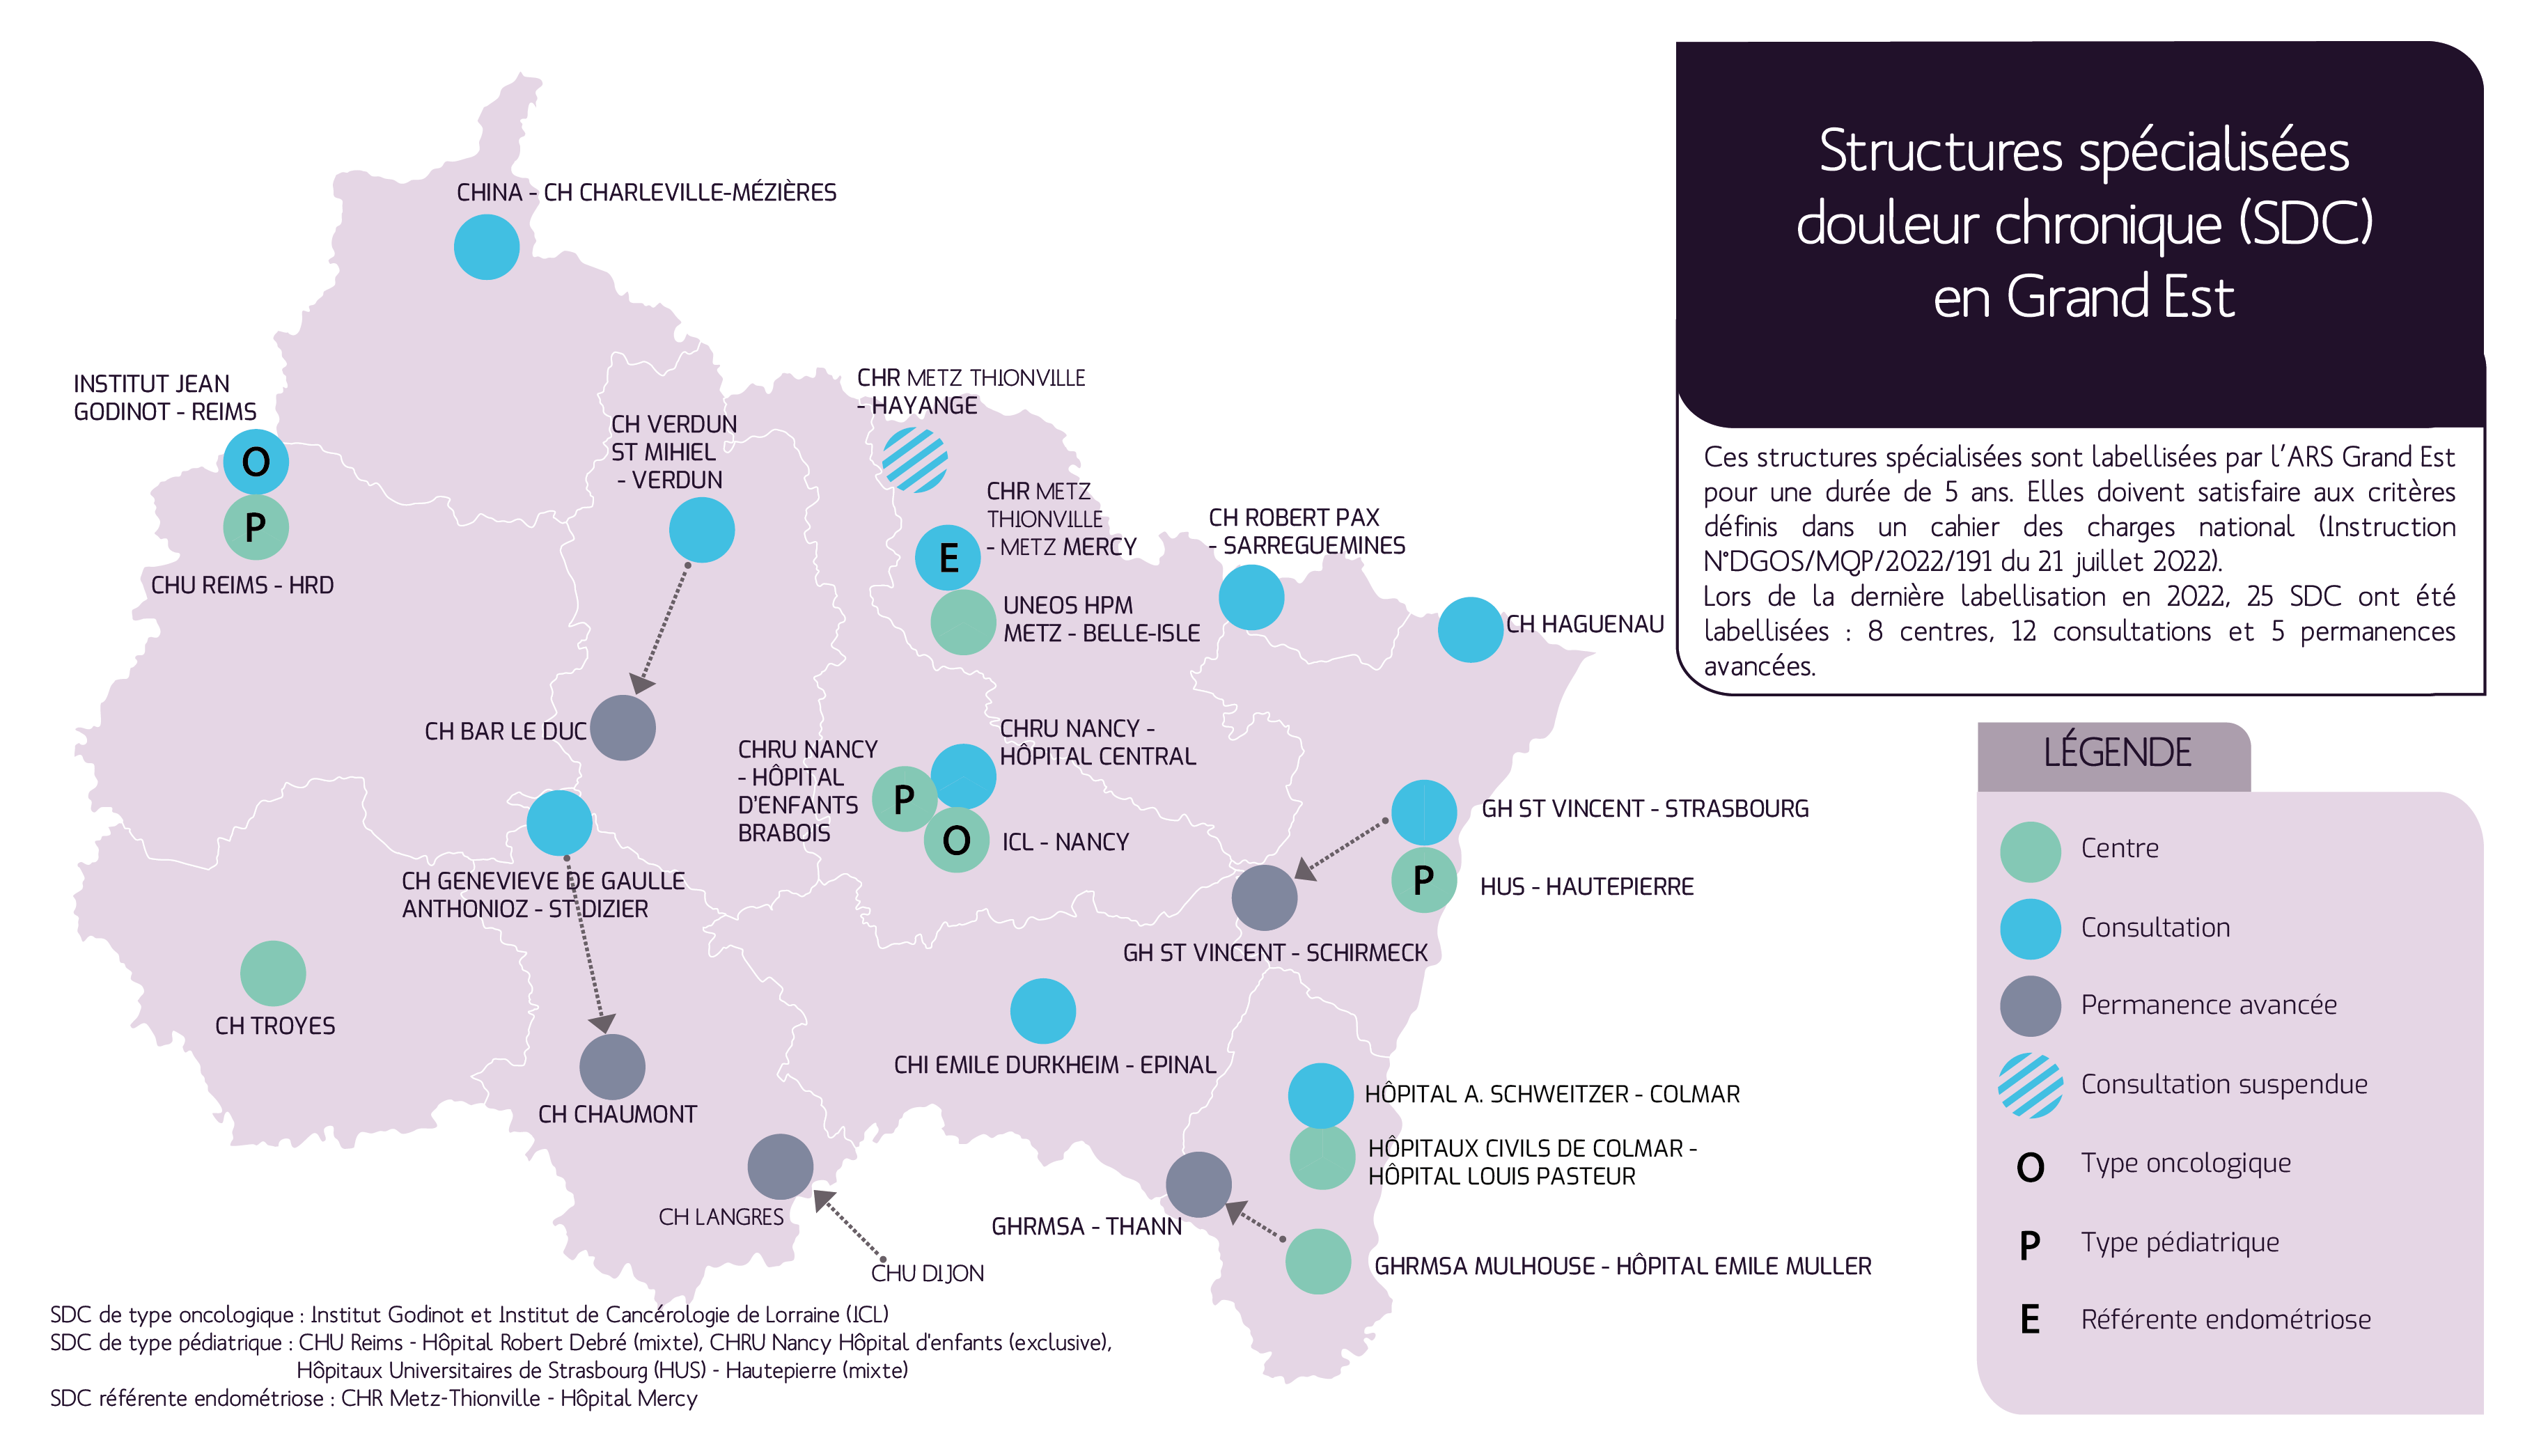 Structures spécialisées
douleur chronique (SDC)
en Grand Est
Ces structures spécialisées sont labellisées par l'ARS Grand Est
pour une durée de 5 ans. Elles doivent satisfaire aux critères
définis dans un cahier des charges national (Instruction
N°DGOS/MQP/2022/191 du 21 juillet 2022).
Lors de la dernière labellisation en 2022, 25 SDC ont été
labellisées : 8 centres, 12 consultations et 5 permanences
avancées.
CHINA - CH CHARLEVILLE-MÉZIÈRES
INSTITUT JEAN
GODINOT - REIMS
O
P
CHU REIMS - HRD
CH VERDUN
ST MIHIEL
- VERDUN
CHR METZ THIONVILLE
- HAYANGE
CHR METZ
THIONVILLE
- METZ MERCY
E
UNEOS HPM
METZ - BELLE-ISLE
CH ROBERT PAX
- SARREGUEMINES
CH HAGUENAU
CH BAR LE DUC
CHRU NANCY
- HÔPITAL
D'ENFANTS
BRABOIS
P
CHRU NANCY -
HÔPITAL CENTRAL
O
ICL - NANCY
GH ST VINCENT - STRASBOURG
P
HUS - HAUTEPIERRE
GH ST VINCENT - SCHIRMECK
CH GENEVIEVE DE GAULLE
ANTHONIOZ - ST DIZIER
CH TROYES
CHI EMILE DURKHEIM - EPINAL
CH CHAUMONT
HÔPITAL A. SCHWEITZER - COLMAR
HÔPITAUX CIVILS DE COLMAR -
HÔPITAL LOUIS PASTEUR
CH LANGRES
GHRMSA - THANN
CHU DIJON
GHRMSA MULHOUSE - HÔPITAL EMILE MULLER
LÉGENDE
Centre
Consultation
Permanence avancée
Consultation suspendue
O Type oncologique
P Type pédiatrique
E Référente endométriose
SDC de type oncologique : Institut Godinot et Institut de Cancérologie de Lorraine (ICL)
SDC de type pédiatrique : CHU Reims - Hôpital Robert Debré (mixte), CHRU Nancy Hôpital d'enfants (exclusive),
Hôpitaux Universitaires de Strasbourg (HUS) - Hautepierre (mixte)
SDC référente endométriose : CHR Metz-Thionville - Hôpital Mercy